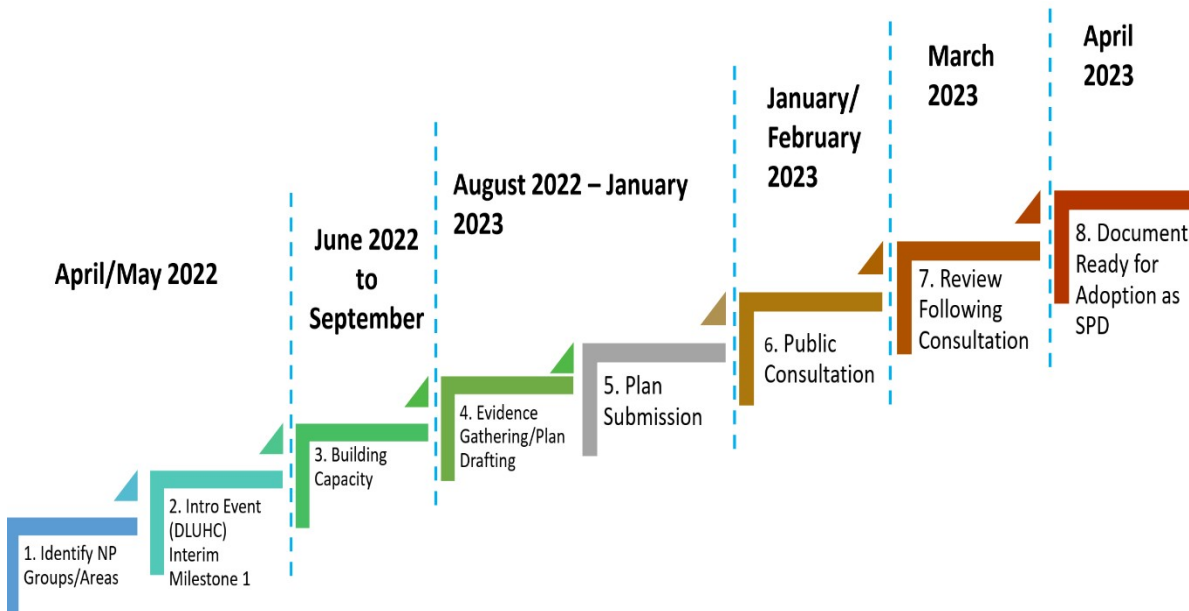 April/May 2022
1. Identify NP
Groups/Areas
2. Intro Event
(DLUHC)
Interim
Milestone 1
June 2022
to
September
3. Building
Capacity
August 2022 – January
2023
4. Evidence
Gathering/Plan
Drafting
5. Plan
Submission
January/
February
2023
6. Public
Consultation
March
2023
7. Review
Following
Consultation
April
2023
8. Document
Ready for
Adoption as
SPD